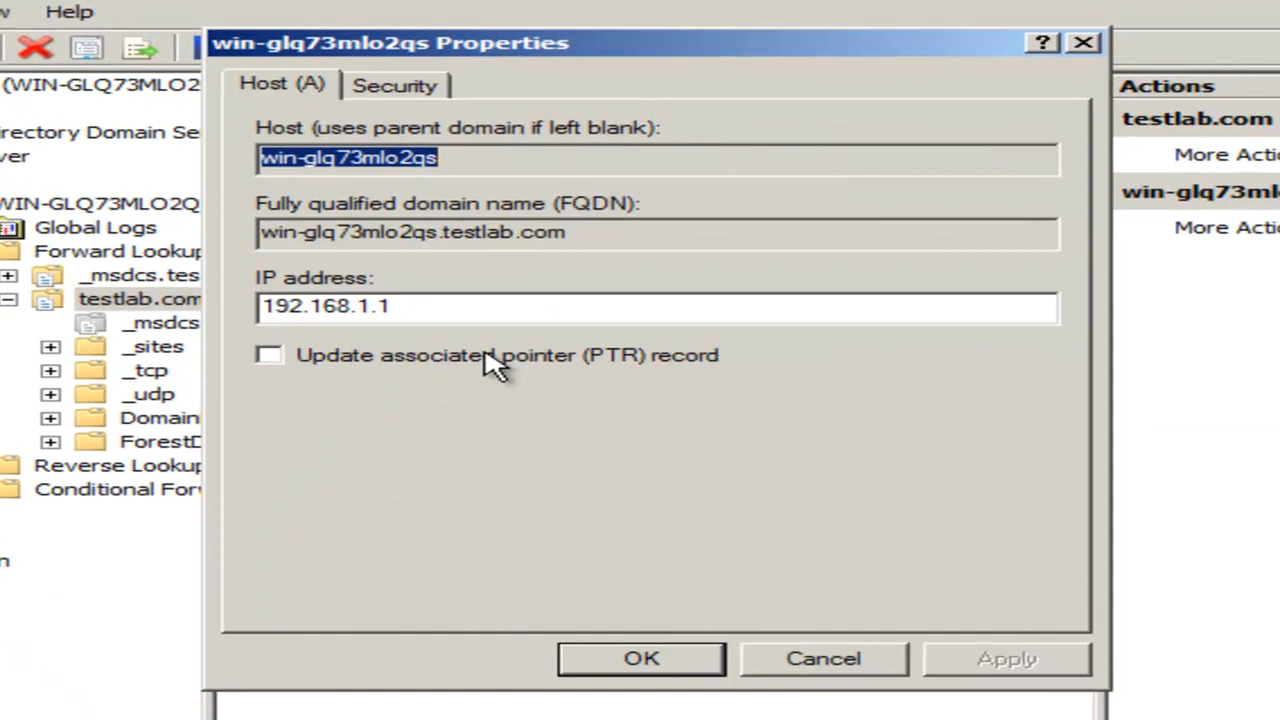 w Help
win-glq73mlo2qs Properties
(WIN-GLQ73MLO2
irectory Domain Se
ver
WIN-GLQ73MLO2Q
Global Logs
Forward Lookup
_msdcs.tes
testlab.com
_msdcs
_sites
_tcp
_udp
Domain
ForestD
Reverse Lookup
Conditional For
n
Host (A)
Security
Host (uses parent domain if left blank):
win-glq73mlo2qs
Fully qualified domain name (FQDN):
win-glq73mlo2qs.testlab.com
IP address:
192.168.1.1
Update associated pointer (PTR) record
OK
Cancel
Apply
Actions
testlab.com
More Acti
win-glq73ml
More Actio